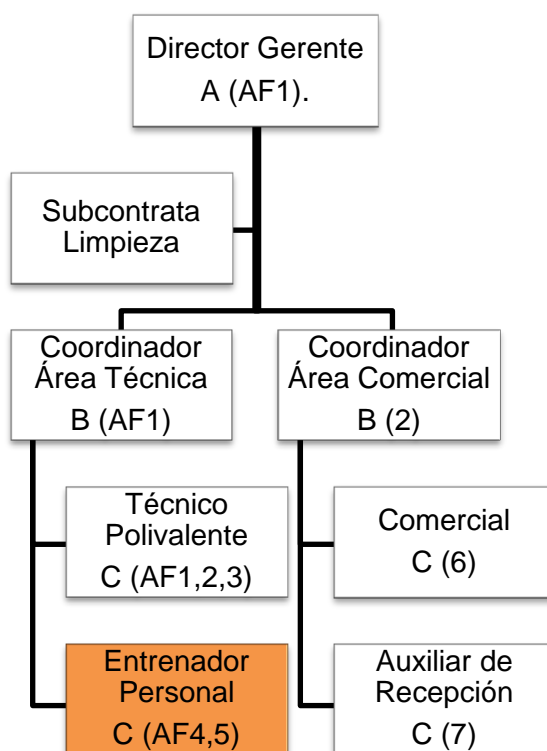 Director Gerente
A (AF1).
Subcontrata
Limpieza
Coordinador
Área Técnica
B (AF1)
Coordinador
Área Comercial
B (2)
Técnico
Polivalente
C (AF1,2,3)
Comercial
C (6)
Entrenador
Personal
C (AF4,5)
Auxiliar de
Recepción
C (7)